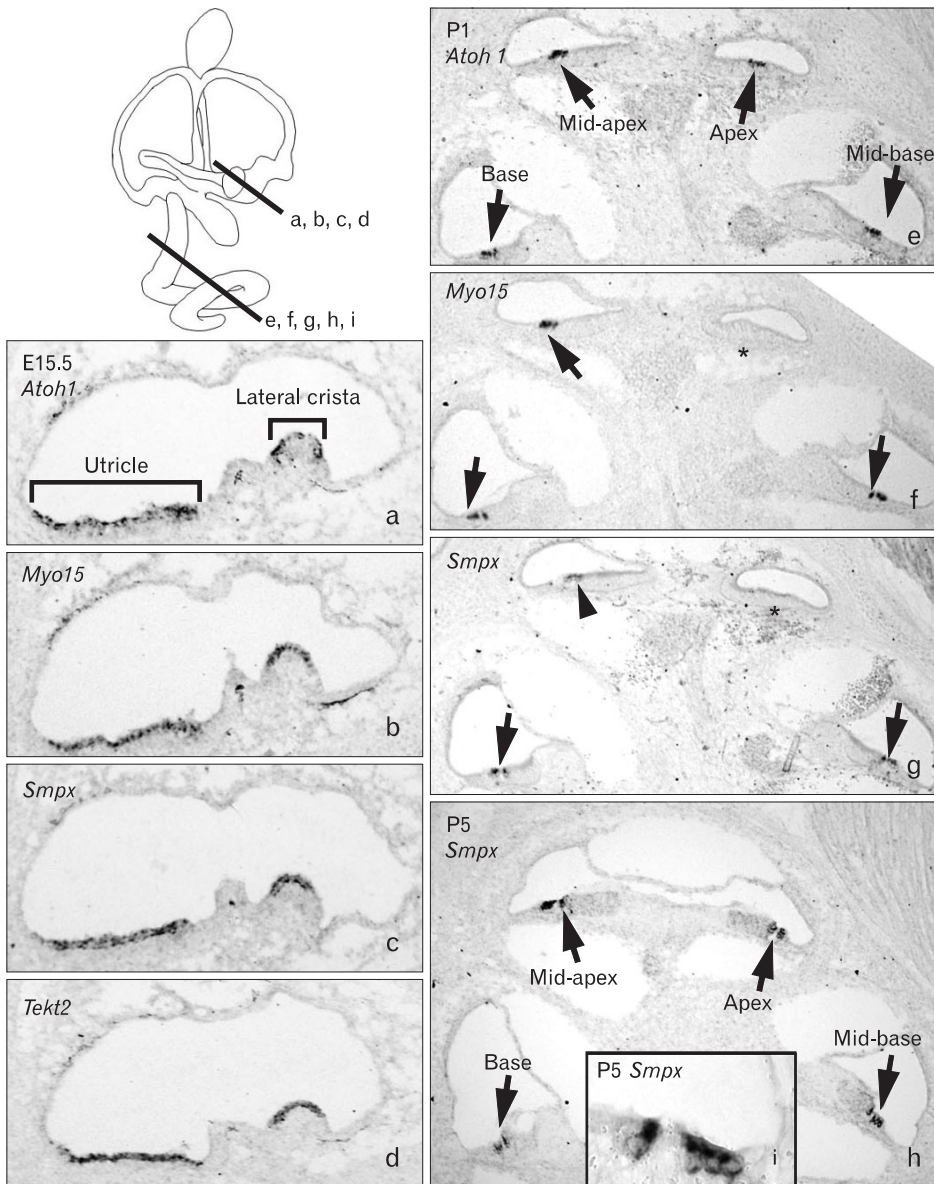 a, b, c, d
e, f, g, h, i
E15.5
Atoh1
Lateral crista
Utricle
a
Myo15
b
Smpx
c
Tekt2
d
P1
Atoh 1
Mid-apex
Apex
Base
Mid-base
e
Myo15
*
f
Smpx
*
g
P5
Smpx
Mid-apex
Apex
Base
Mid-base
P5 Smpx
i
h